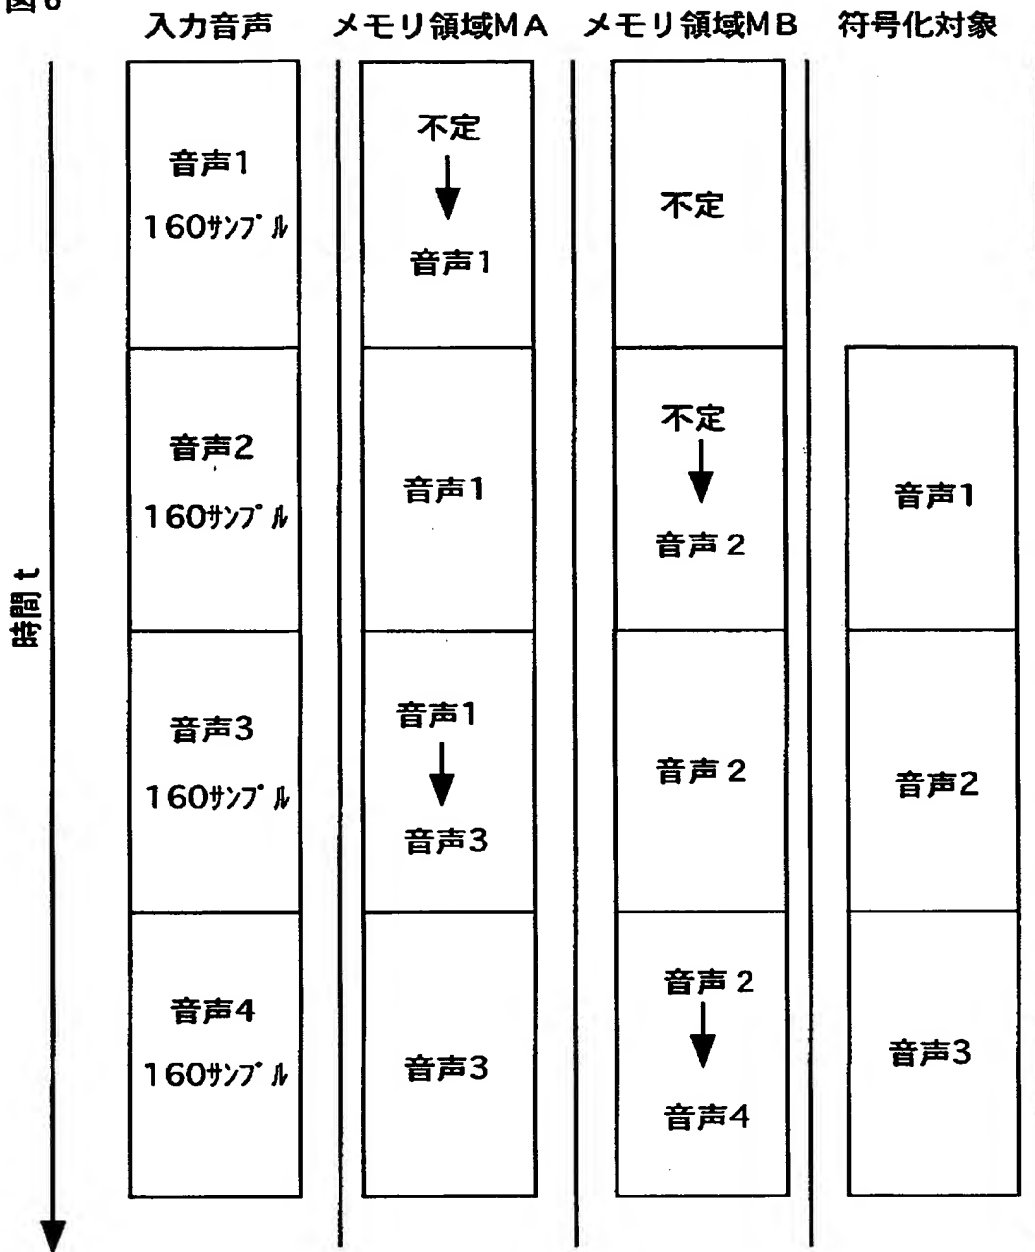 図6
入力音声
メモリ領域MA
メモリ領域MB
符号化対象
時間t
音声1
160サンプル
不定
音声1
不定
音声2
160サンプル
音声1
不定
音声2
音声1
音声3
160サンプル
音声1
音声3
音声2
音声2
音声4
160サンプル
音声3
音声2
音声4
音声3